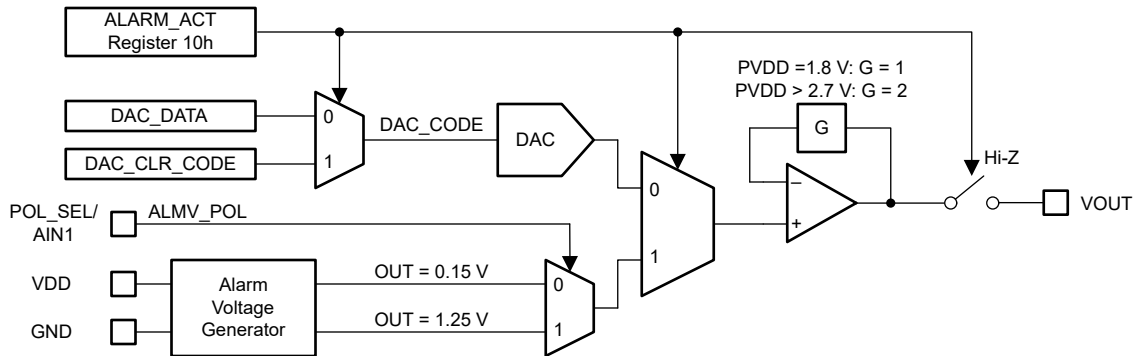 ALARM_ACT
Register 10h
PVDD =1.8 V: G = 1
PVDD > 2.7 V: G = 2
DAC_DATA
0
DAC_CODE
DAC
G
DAC_CLR_CODE
1
Hi-Z
0
−
VOUT
POL_SEL/
AIN1
ALMV_POL
+
1
VDD
Alarm
Voltage
Generator
OUT = 0.15 V
0
GND
OUT = 1.25 V
1